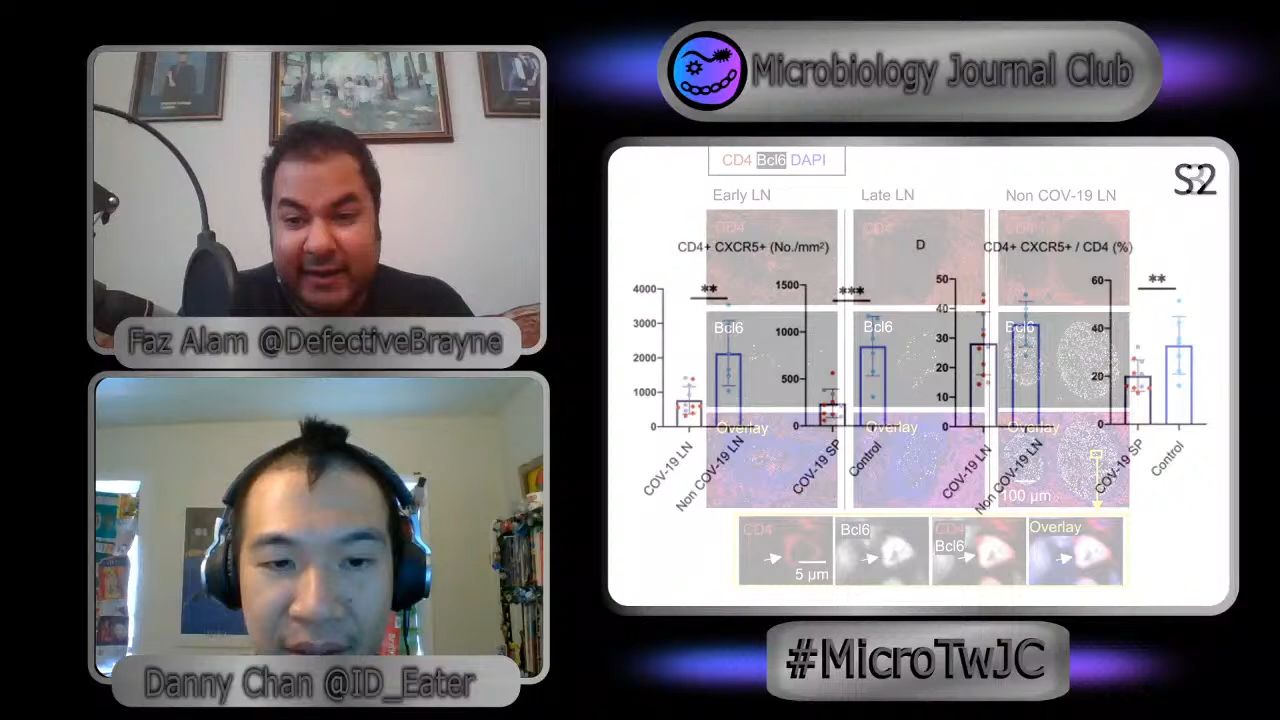 Microbiology Journal Club
Faz Alam @DefectiveBrayne
Danny Chan @ID_Eater
#MicroTwJC
CD4 Bcl6 DAPI
Early LN
Late LN
Non COV-19 LN
CD4
CD4
CD4
CD4+ CXCR5+ (No./mm²)
D
CD4+ CXCR5+ / CD4 (%)
4000
3000
2000
1000
0
**
COV-19 LN
Non COV-19 LN
1500
1000
500
0
***
COV-19 SP
Control
50
40
30
20
10
0
COV-19 LN
Non COV-19 LN
60
40
20
0
**
COV-19 SP
Control
Bcl6
Bcl6
Bcl6
Overlay
Overlay
Overlay
100 µm
CD4
5 µm
Bcl6
CD4
Bcl6
Overlay